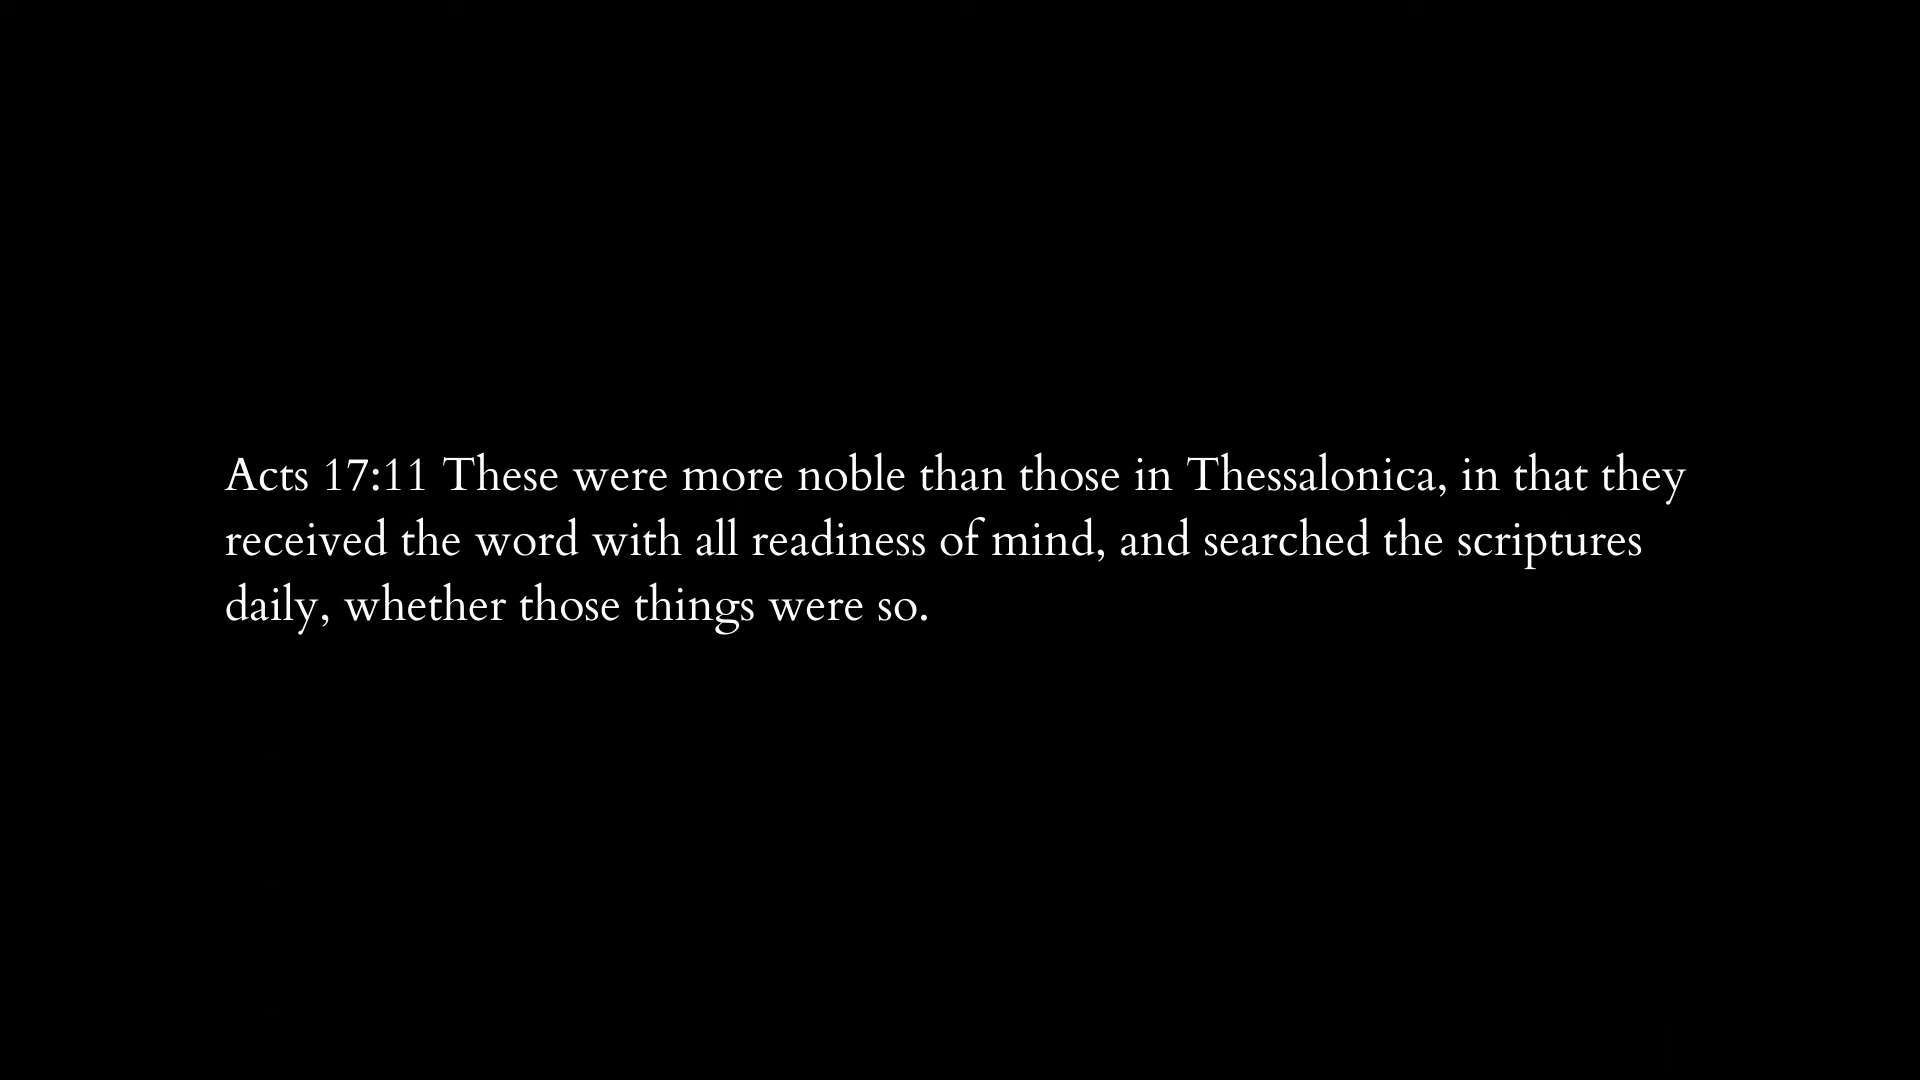 Acts 17:11 These were more noble than those in Thessalonica, in that they
received the word with all readiness of mind, and searched the scriptures
daily, whether those things were so.